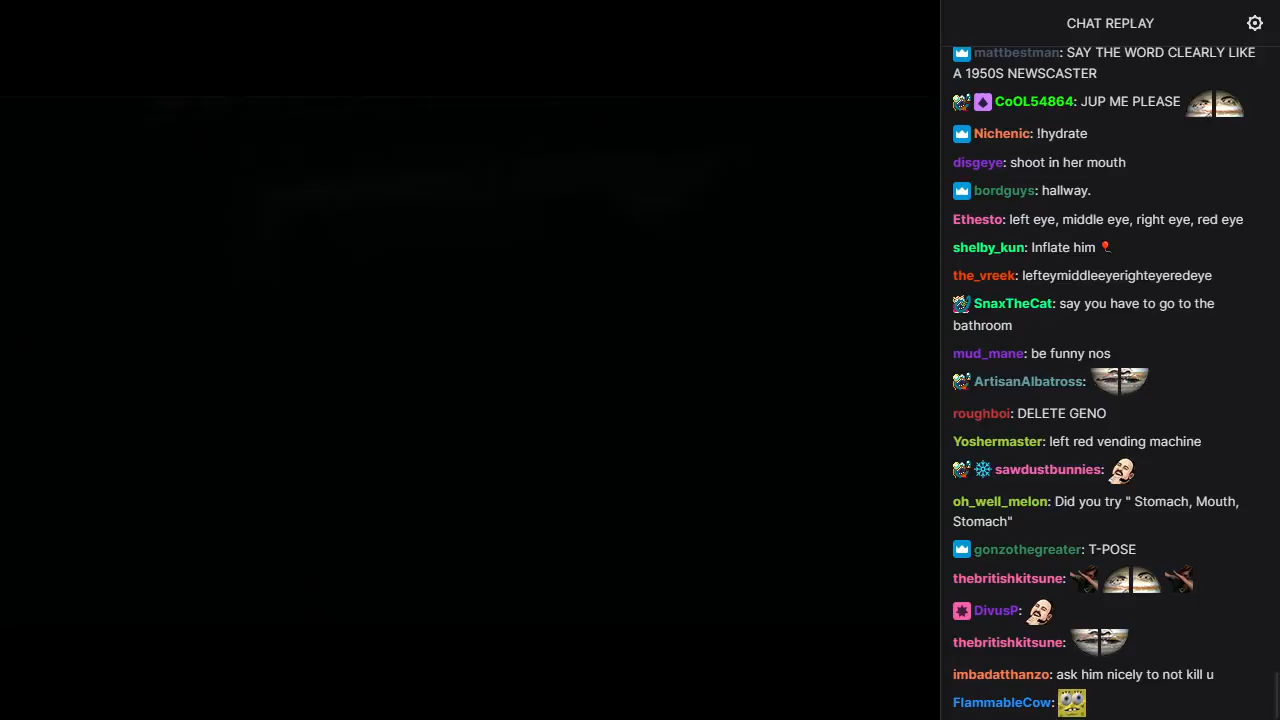 CHAT REPLAY
mattbestman: SAY THE WORD CLEARLY LIKE
A 1950S NEWSCASTER
CoOL54864: JUP ME PLEASE
Nichenic: !hydrate
disgeye: shoot in her mouth
bordguys: hallway.
Ethesto: left eye, middle eye, right eye, red eye
shelby_kun: Inflate him
the_vreek: lefteymiddleeyerighteyeredeye
SnaxTheCat: say you have to go to the
bathroom
mud_mane: be funny nos
ArtisanAlbatross:
roughboi: DELETE GENO
Yoshermaster: left red vending machine
sawdustbunnies:
oh_well_melon: Did you try " Stomach, Mouth,
Stomach"
gonzothegreater: T-POSE
thebritishkitsune:
DivusP:
thebritishkitsune:
imbadatthanzo: ask him nicely to not kill u
FlammableCow: